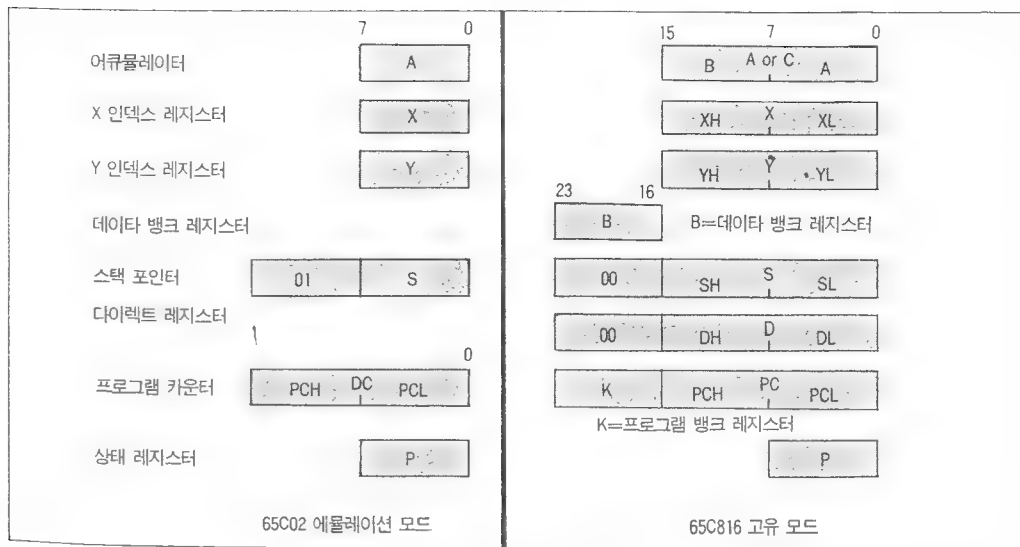 7 0
어큐뮬레이터 A
X 인덱스 레지스터 X
Y 인덱스 레지스터 Y
데이타 뱅크 레지스터
스택 포인터 01 S
다이렉트 레지스터
0
프로그램 카운터 PCH DC PCL
상태 레지스터 P
65C02 에뮬레이션 모드
15 7 0
B A or C A
XH X XL
YH Y YL
23 16
B B=데이타 뱅크 레지스터
00 SH S SL
00 DH D DL
K PCH PC PCL
K=프로그램 뱅크 레지스터
P
65C816 고유 모드